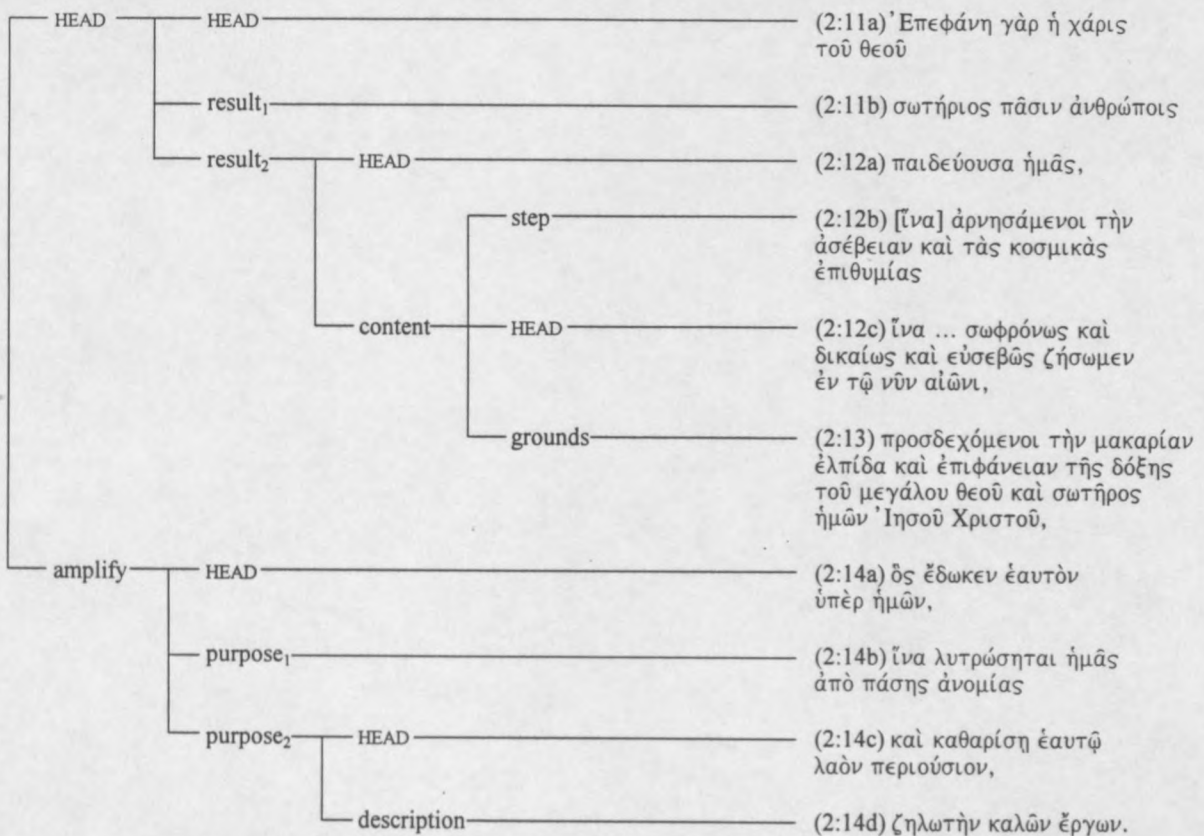 HEAD HEAD (2:11a) Ἐπεφάνη γὰρ ἡ χάρις
τοῦ θεοῦ
result₁ (2:11b) σωτήριος πᾶσιν ἀνθρώποις
result₂ HEAD (2:12a) παιδεύουσα ἡμᾶς,
step (2:12b) [ἵνα] ἀρνησάμενοι τὴν
ἀσέβειαν καὶ τὰς κοσμικὰς
ἐπιθυμίας
content HEAD (2:12c) ἵνα ... σωφρόνως καὶ
δικαίως καὶ εὐσεβῶς ζήσωμεν
ἐν τῷ νῦν αἰῶνι,
grounds (2:13) προσδεχόμενοι τὴν μακαρίαν
ἐλπίδα καὶ ἐπιφάνειαν τῆς δόξης
τοῦ μεγάλου θεοῦ καὶ σωτῆρος
ἡμῶν Ἰησοῦ Χριστοῦ,
amplify HEAD (2:14a) ὃς ἔδωκεν ἑαυτὸν
ὑπὲρ ἡμῶν,
purpose₁ (2:14b) ἵνα λυτρώσηται ἡμᾶς
ἀπὸ πάσης ἀνομίας
purpose₂ HEAD (2:14c) καὶ καθαρίσῃ ἑαυτῷ
λαὸν περιούσιον,
description (2:14d) ζηλωτὴν καλῶν ἔργων.